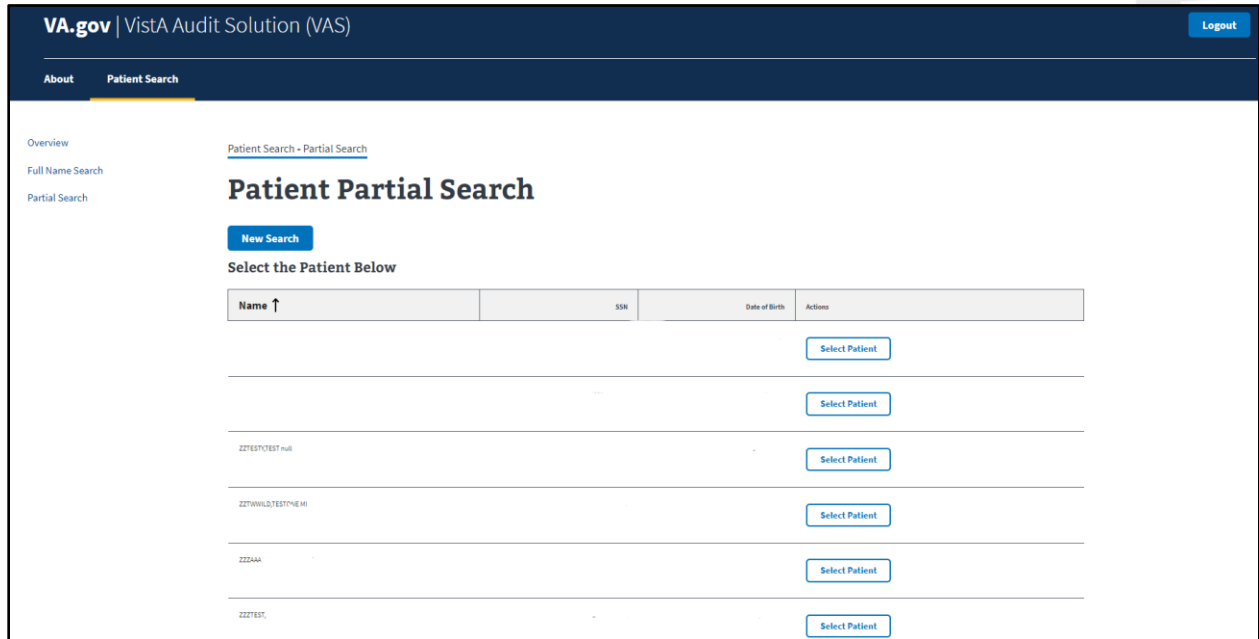 VA.gov | VistA Audit Solution (VAS)
Logout
About Patient Search
Overview
Full Name Search
Partial Search
Patient Search - Partial Search
Patient Partial Search
New Search
Select the Patient Below
Name ↑ SSN Date of Birth Actions
Select Patient
Select Patient
ZZTESTY,TEST null Select Patient
MI Select Patient
ZZZAAA Select Patient
ZZZTEST, Select Patient